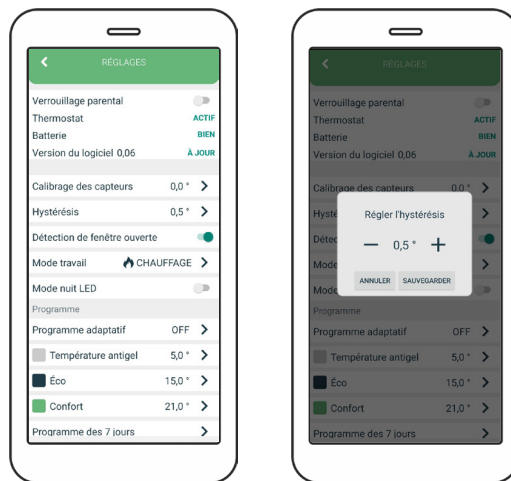 RÉGLAGES
Verrouillage parental
Thermostat ACTIF
Batterie BIEN
Version du logiciel 0,06 À JOUR
Calibrage des capteurs 0,0 °
Hystérésis 0,5 °
Détection de fenêtre ouverte
Mode travail CHAUFFAGE
Mode nuit LED
Programme
Programme adaptatif OFF
Température antigel 5,0 °
Éco 15,0 °
Confort 21,0 °
Programme des 7 jours
RÉGLAGES
Verrouillage parental
Thermostat ACTIF
Batterie BIEN
Version du logiciel 0,06 À JOUR
Calibrage des capteurs 0,0 °
Hysté
Régler l'hystérésis
Détec
— 0,5 ° +
Mode
ANNULER SAUVEGARDER
Mode
Programme
Programme adaptatif OFF
Température antigel 5,0 °
Éco 15,0 °
Confort 21,0 °
Programme des 7 jours